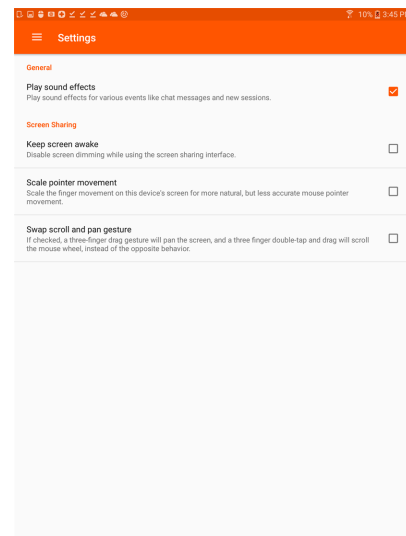 10% 3:45 P
Settings
General
Play sound effects
Play sound effects for various events like chat messages and new sessions.
Screen Sharing
Keep screen awake
Disable screen dimming while using the screen sharing interface.
Scale pointer movement
Scale the finger movement on this device's screen for more natural, but less accurate mouse pointer
movement.
Swap scroll and pan gesture
If checked, a three-finger drag gesture will pan the screen, and a three finger double-tap and drag will scroll
the mouse wheel, instead of the opposite behavior.